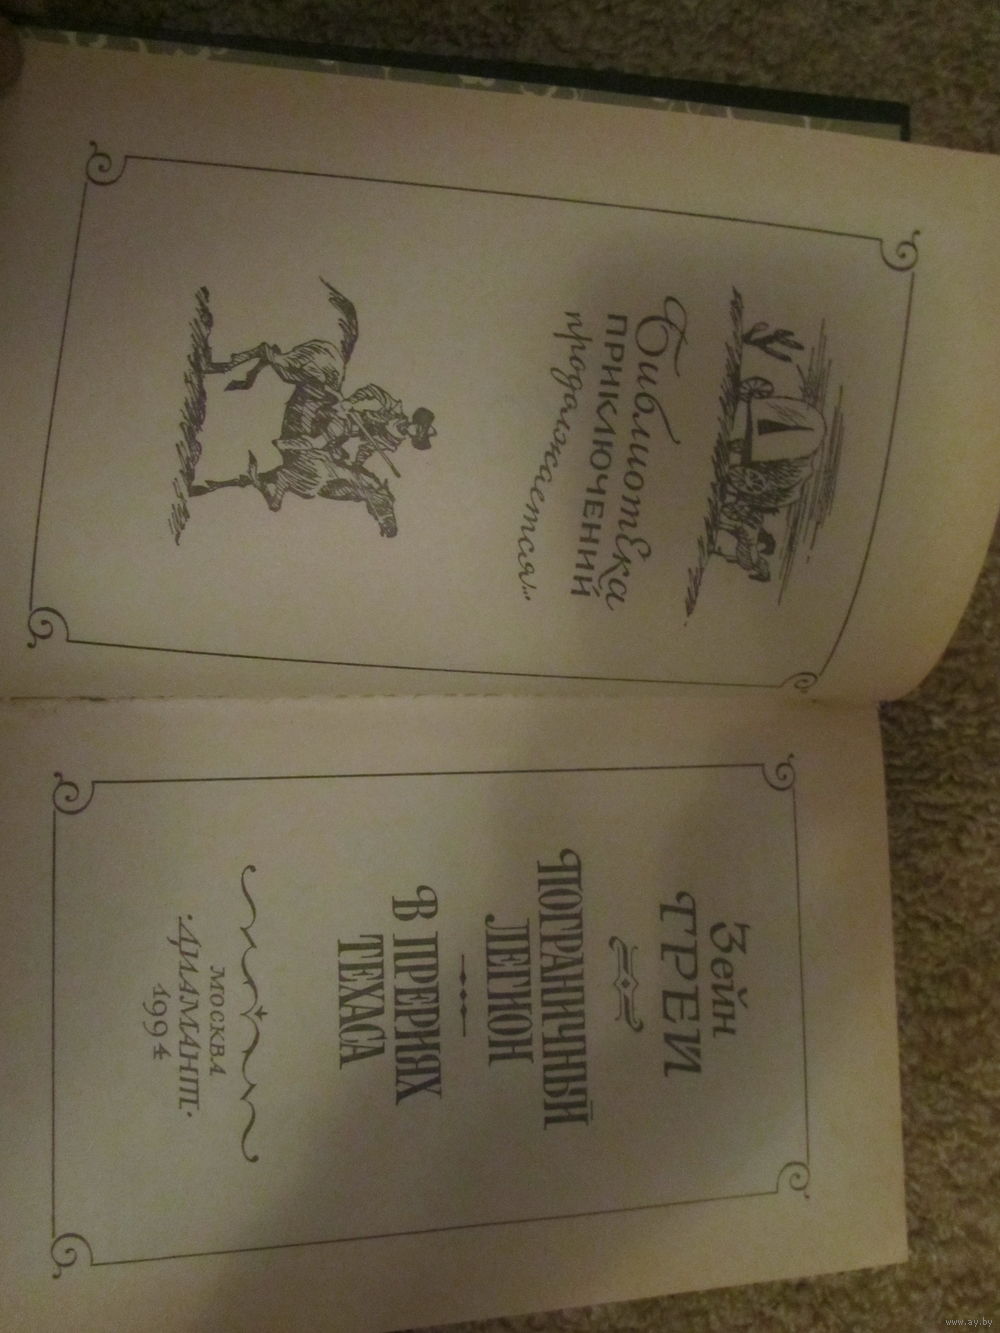 Библиотека
ПРИКЛЮЧЕНИЙ
продолжается!...
Зейн
ГРЕЙ
ПОГРАНИЧНЫЙ
ЛЕГИОН
В ПРЕРИЯХ
ТЕХАСА
МОСКВА
·ДИАМАНТ·
1994
www.ay.by